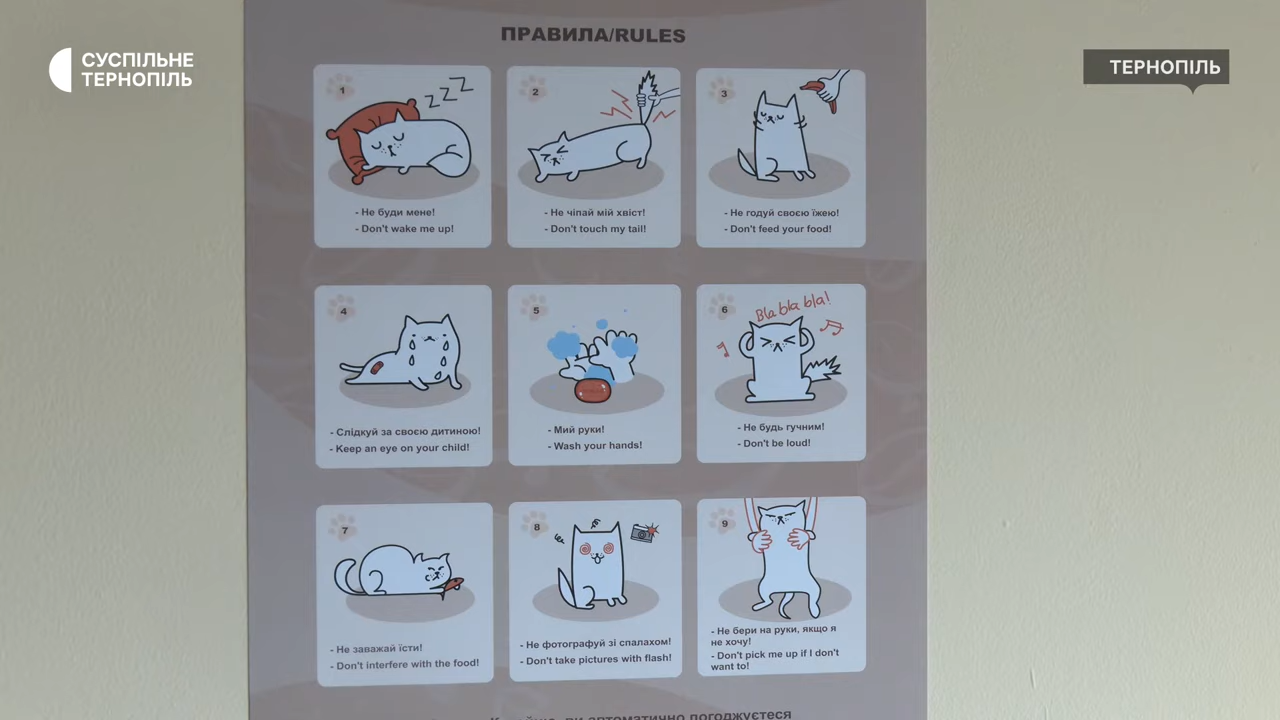 СУСПІЛЬНЕ
ТЕРНОПІЛЬ
ТЕРНОПІЛЬ
ПРАВИЛА/RULES
1
zzz
- Не буди мене!
- Don't wake me up!
2
- Не чіпай мій хвіст!
- Don't touch my tail!
3
- Не годуй своєю їжею!
- Don't feed your food!
4
- Слідкуй за своєю дитиною!
- Keep an eye on your child!
5
- Мий руки!
- Wash your hands!
6
Bla bla bla!
- Не будь гучним!
- Don't be loud!
7
- Не заважай їсти!
- Don't interfere with the food!
8
- Не фотографуй зі спалахом!
- Don't take pictures with flash!
9
- Не бери на руки, якщо я
не хочу!
- Don't pick me up if I don't
want to!
ви автоматично погоджуєтеся